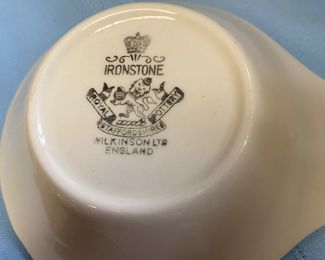 IRONSTONE
ROYAL STAFFORDSHIRE POTTERY
WILKINSON LTD
ENGLAND